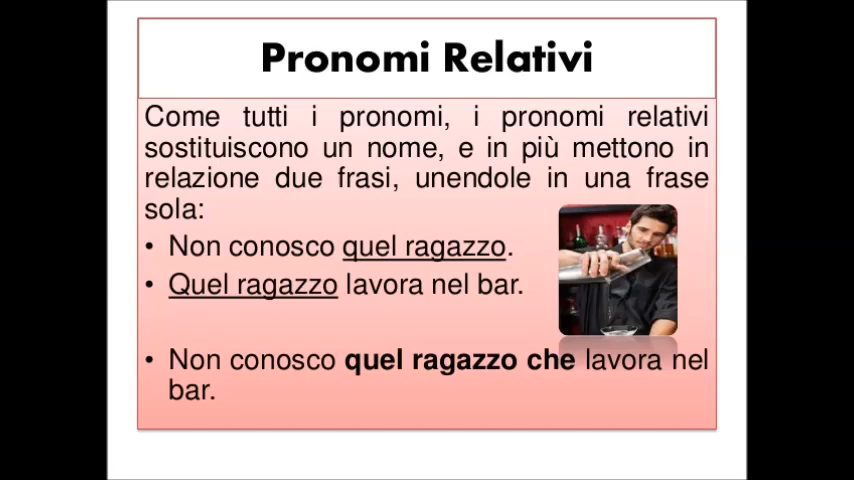 Pronomi Relativi
Come tutti i pronomi, i pronomi relativi
sostituiscono un nome, e in più mettono in
relazione due frasi, unendole in una frase
sola:
• Non conosco quel ragazzo.
• Quel ragazzo lavora nel bar.
• Non conosco quel ragazzo che lavora nel
bar.